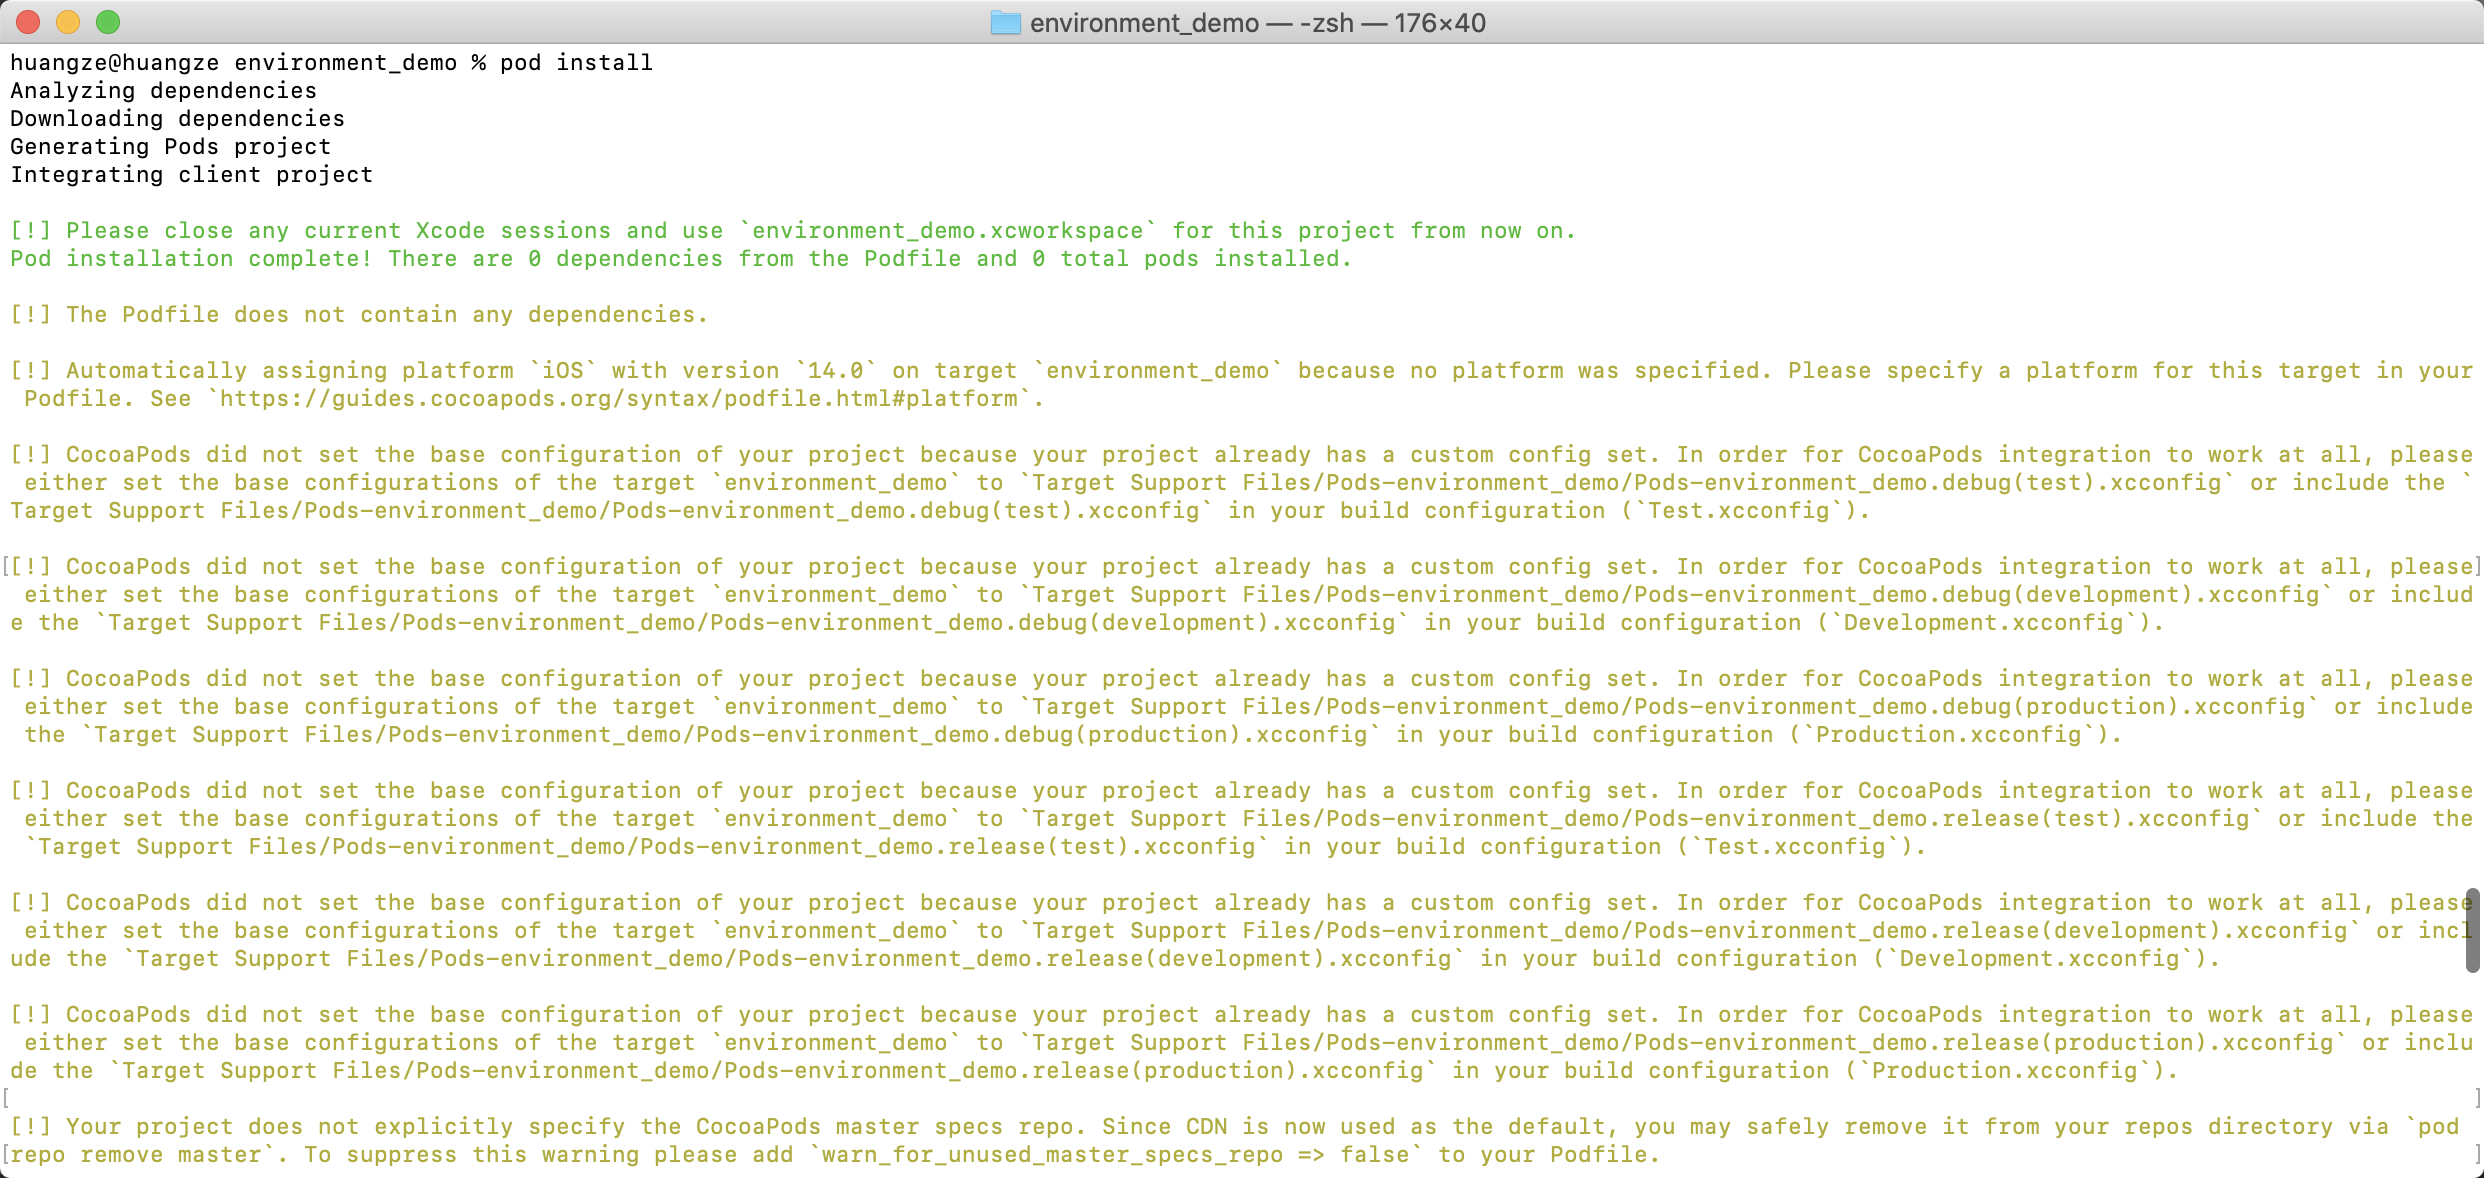 environment_demo — -zsh — 176×40
huangze@huangze environment_demo % pod install
Analyzing dependencies
Downloading dependencies
Generating Pods project
Integrating client project
[!] Please close any current Xcode sessions and use `environment_demo.xcworkspace` for this project from now on.
Pod installation complete! There are 0 dependencies from the Podfile and 0 total pods installed.
[!] The Podfile does not contain any dependencies.
[!] Automatically assigning platform `iOS` with version `14.0` on target `environment_demo` because no platform was specified. Please specify a platform for this target in your
Podfile. See `https://guides.cocoapods.org/syntax/podfile.html#platform`.
[!] CocoaPods did not set the base configuration of your project because your project already has a custom config set. In order for CocoaPods integration to work at all, please
either set the base configurations of the target `environment_demo` to `Target Support Files/Pods-environment_demo/Pods-environment_demo.debug(test).xcconfig` or include the `
Target Support Files/Pods-environment_demo/Pods-environment_demo.debug(test).xcconfig` in your build configuration (`Test.xcconfig`).
[[!] CocoaPods did not set the base configuration of your project because your project already has a custom config set. In order for CocoaPods integration to work at all, please]
either set the base configurations of the target `environment_demo` to `Target Support Files/Pods-environment_demo/Pods-environment_demo.debug(development).xcconfig` or includ
e the `Target Support Files/Pods-environment_demo/Pods-environment_demo.debug(development).xcconfig` in your build configuration (`Development.xcconfig`).
[!] CocoaPods did not set the base configuration of your project because your project already has a custom config set. In order for CocoaPods integration to work at all, please
either set the base configurations of the target `environment_demo` to `Target Support Files/Pods-environment_demo/Pods-environment_demo.debug(production).xcconfig` or include
the `Target Support Files/Pods-environment_demo/Pods-environment_demo.debug(production).xcconfig` in your build configuration (`Production.xcconfig`).
[!] CocoaPods did not set the base configuration of your project because your project already has a custom config set. In order for CocoaPods integration to work at all, please
either set the base configurations of the target `environment_demo` to `Target Support Files/Pods-environment_demo/Pods-environment_demo.release(test).xcconfig` or include the
`Target Support Files/Pods-environment_demo/Pods-environment_demo.release(test).xcconfig` in your build configuration (`Test.xcconfig`).
[!] CocoaPods did not set the base configuration of your project because your project already has a custom config set. In order for CocoaPods integration to work at all, please
either set the base configurations of the target `environment_demo` to `Target Support Files/Pods-environment_demo/Pods-environment_demo.release(development).xcconfig` or incl
ude the `Target Support Files/Pods-environment_demo/Pods-environment_demo.release(development).xcconfig` in your build configuration (`Development.xcconfig`).
[!] CocoaPods did not set the base configuration of your project because your project already has a custom config set. In order for CocoaPods integration to work at all, please
either set the base configurations of the target `environment_demo` to `Target Support Files/Pods-environment_demo/Pods-environment_demo.release(production).xcconfig` or inclu
de the `Target Support Files/Pods-environment_demo/Pods-environment_demo.release(production).xcconfig` in your build configuration (`Production.xcconfig`).
[ ]
[!] Your project does not explicitly specify the CocoaPods master specs repo. Since CDN is now used as the default, you may safely remove it from your repos directory via `pod
[repo remove master`. To suppress this warning please add `warn_for_unused_master_specs_repo => false` to your Podfile. ]